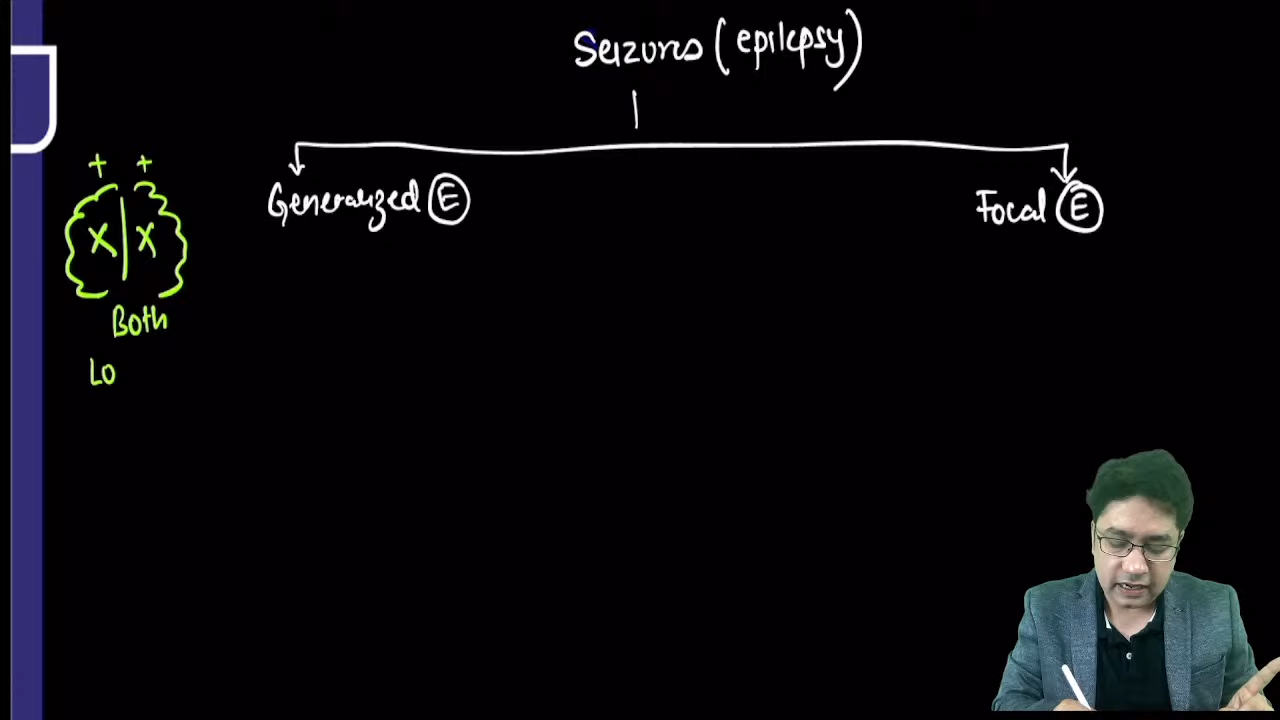 Seizures (epilepsy)
Generalized E
Focal E
+ +
X X
Both
LO